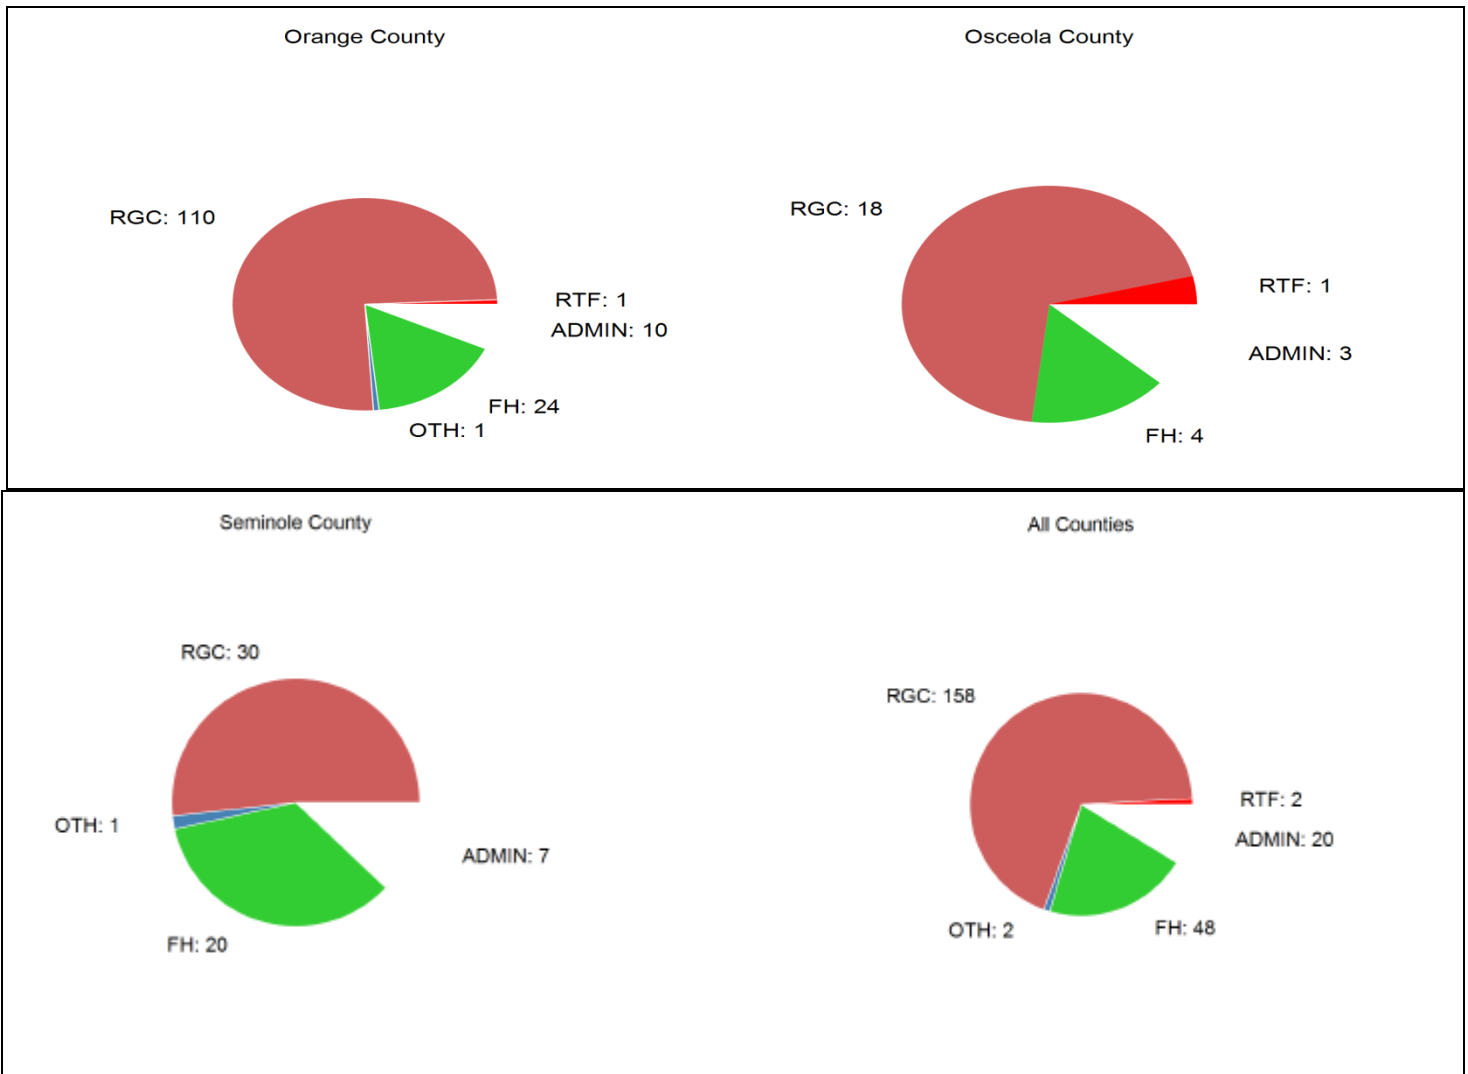 Orange County
RGC: 110
RTF: 1
ADMIN: 10
FH: 24
OTH: 1
Osceola County
RGC: 18
RTF: 1
ADMIN: 3
FH: 4
Seminole County
RGC: 30
OTH: 1
ADMIN: 7
FH: 20
All Counties
RGC: 158
RTF: 2
ADMIN: 20
FH: 48
OTH: 2